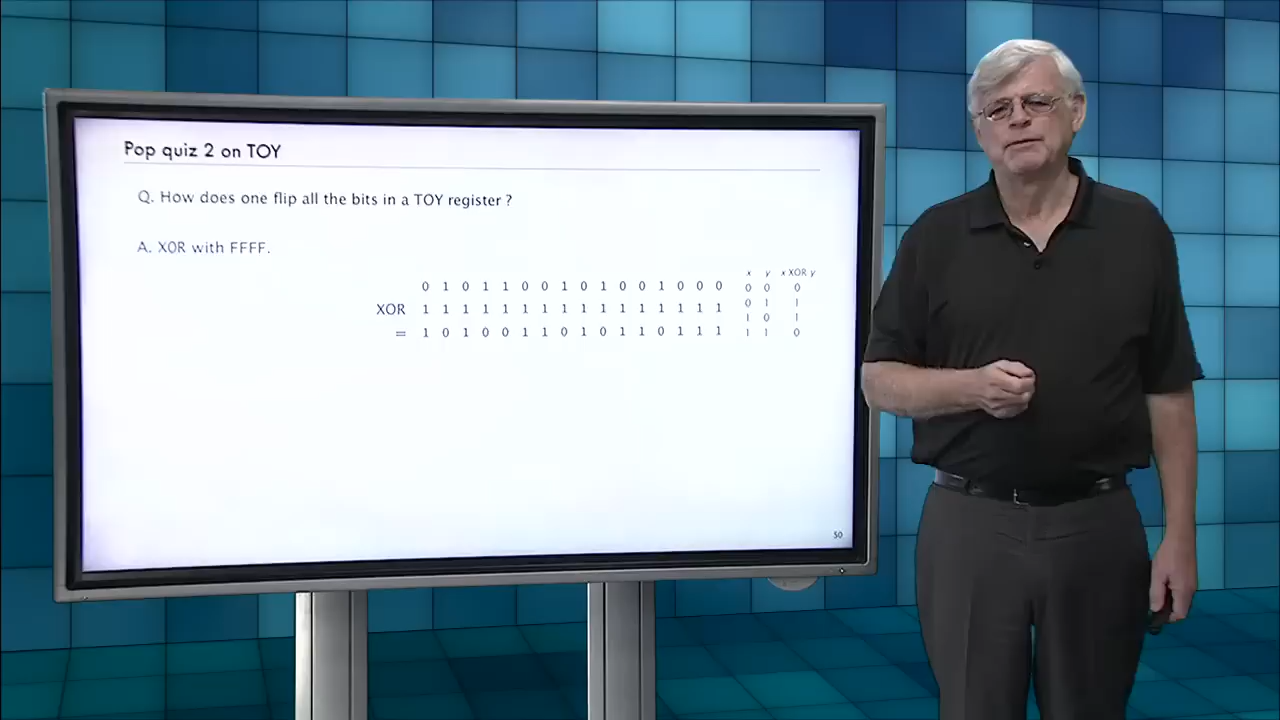 Pop quiz 2 on TOY
Q. How does one flip all the bits in a TOY register ?
A. XOR with FFFF.
0 1 0 1 1 0 0 1 0 1 0 0 1 0 0 0
XOR 1 1 1 1 1 1 1 1 1 1 1 1 1 1 1 1
= 1 0 1 0 0 1 1 0 1 0 1 1 0 1 1 1
x y x XOR y
0 0 0
0 1 1
1 0 1
1 1 0
50